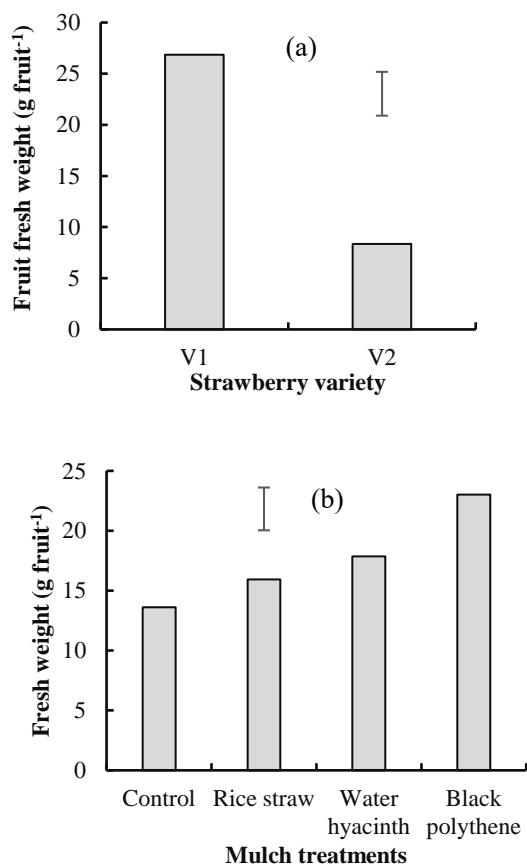 Fruit fresh weight (g fruit⁻¹)
30
25
20
15
10
5
0
(a)
V1 V2
Strawberry variety
Fresh weight (g fruit⁻¹)
25
20
15
10
5
0
(b)
Control Rice straw Water hyacinth Black polythene
Mulch treatments